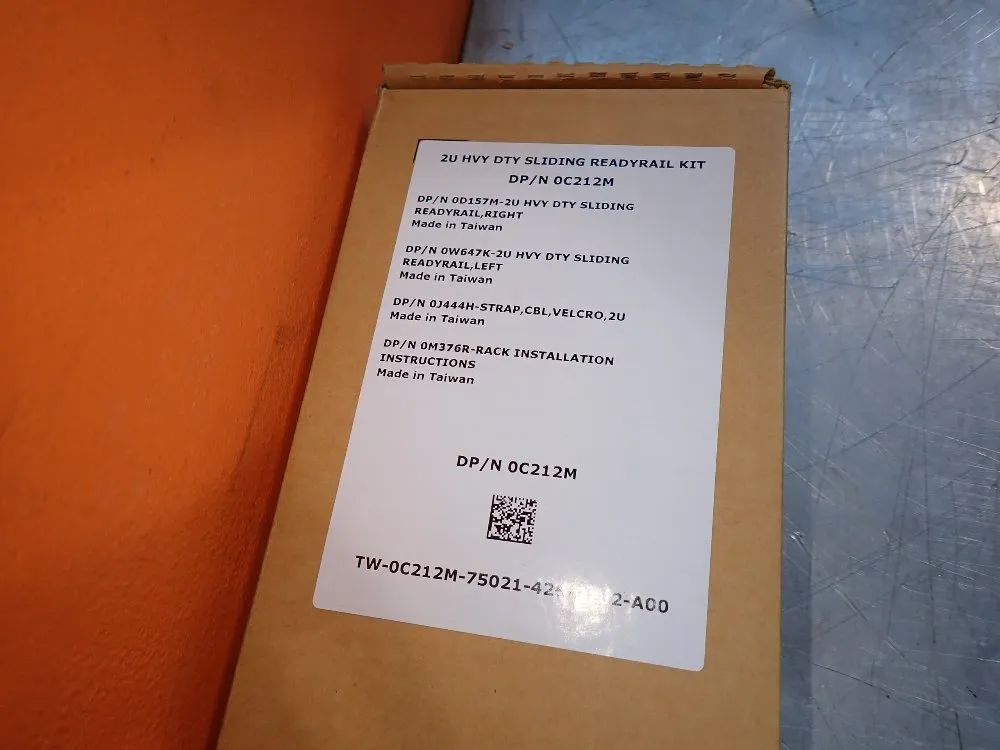 2U HVY DTY SLIDING READYRAIL KIT
DP/N 0C212M
DP/N 0D157M-2U HVY DTY SLIDING
READYRAIL,RIGHT
Made in Taiwan
DP/N 0W647K-2U HVY DTY SLIDING
READYRAIL,LEFT
Made in Taiwan
DP/N 0J444H-STRAP,CBL,VELCRO,2U
Made in Taiwan
DP/N 0M376R-RACK INSTALLATION
INSTRUCTIONS
Made in Taiwan
DP/N 0C212M